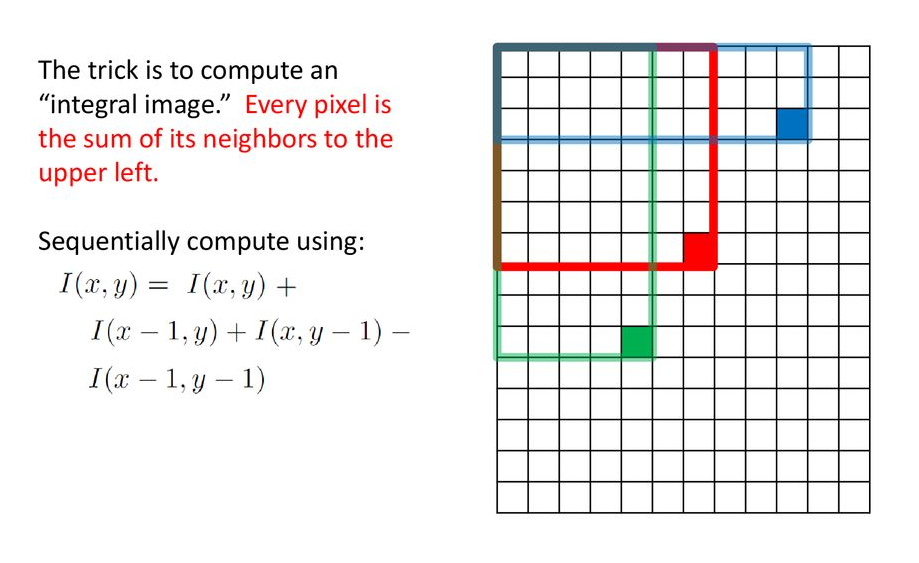 The trick is to compute an
“integral image.”  Every pixel is
the sum of its neighbors to the
upper left.
Sequentially compute using:
I(x, y) = I(x, y) +
I(x − 1, y) + I(x, y − 1) −
I(x − 1, y − 1)